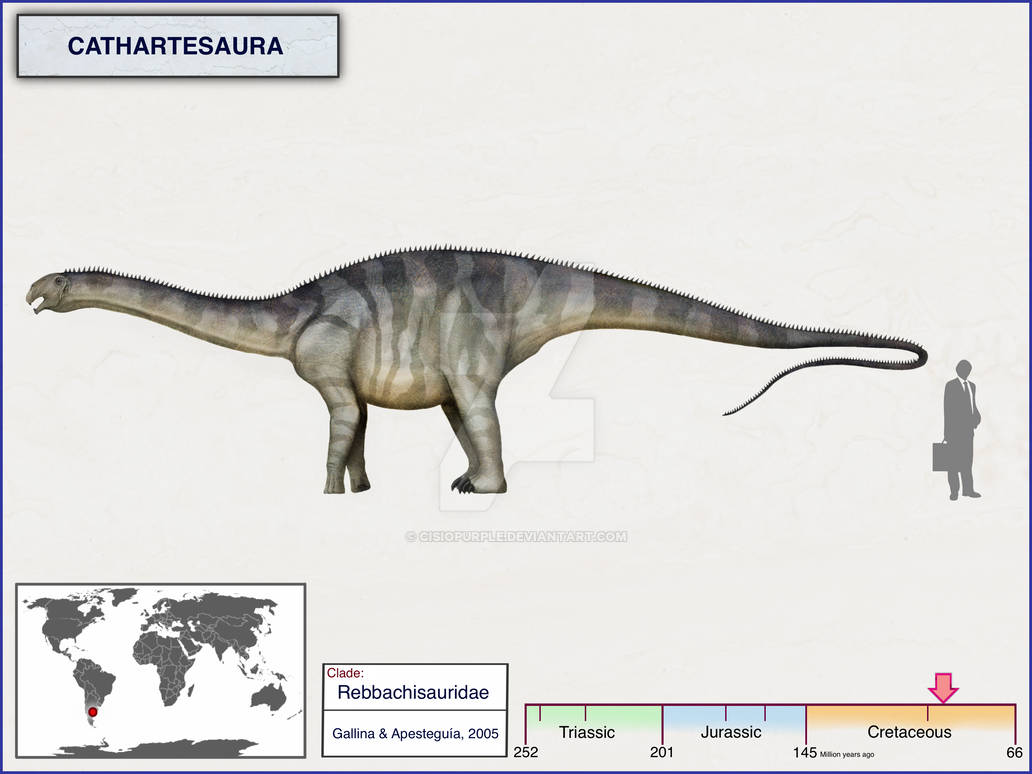 CATHARTESAURA
© CISIOPURPLE.DEVIANTART.COM
Clade:
Rebbachisauridae
Gallina & Apesteguía, 2005
Triassic Jurassic Cretaceous
252 201 145 Million years ago 66